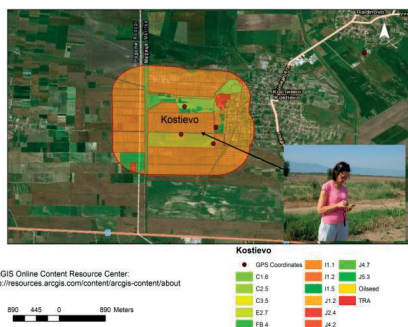 Raldinovo
Kostievo
Kostievo
GIS Online Content Resource Center:
://resources.arcgis.com/content/arcgis-content/about
890 445 0 890 Meters
Kostievo
GPS Coordinates
C1.6
C2.5
C3.5
E2.7
FB.4
I1.1
I1.2
I1.5
J1.2
J2.4
J4.2
J4.7
J5.3
Oilseed
TRA